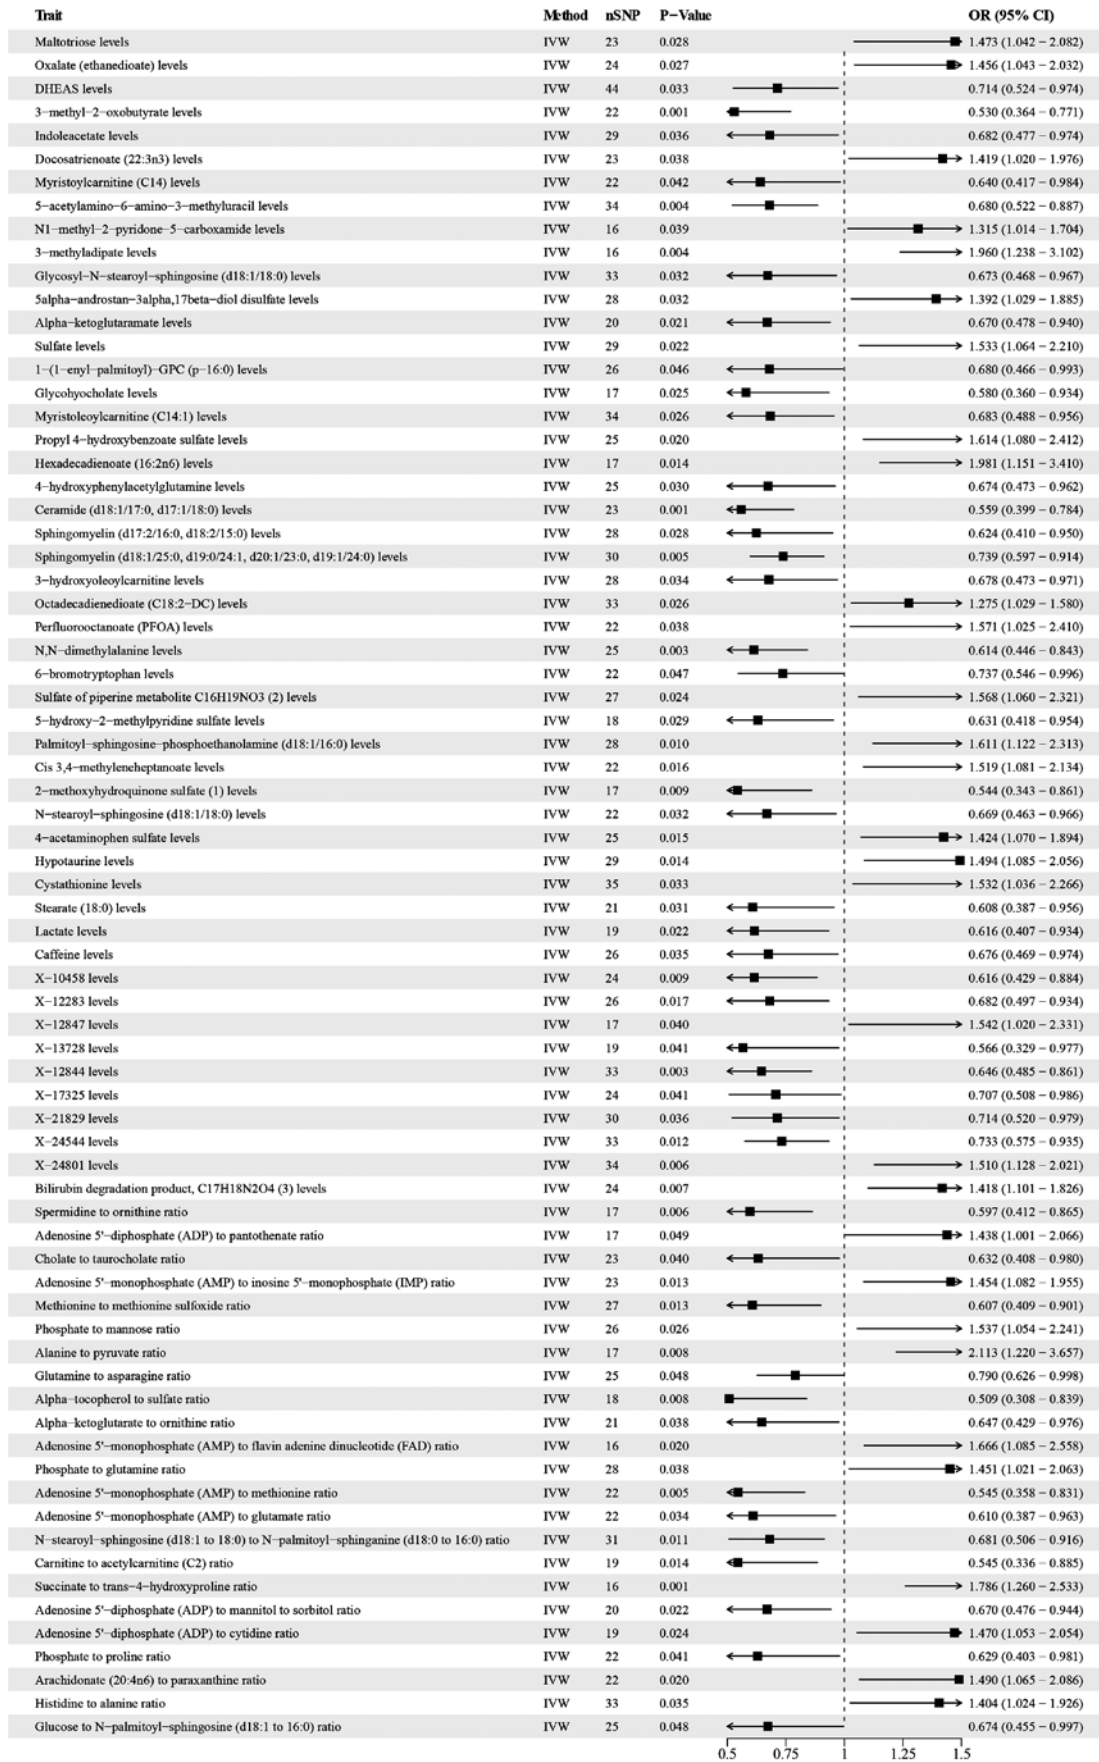 Trait Method nSNP P−Value OR (95% CI)
Maltotriose levels IVW 23 0.028 1.473 (1.042 − 2.082)
Oxalate (ethanedioate) levels IVW 24 0.027 1.456 (1.043 − 2.032)
DHEAS levels IVW 44 0.033 0.714 (0.524 − 0.974)
3−methyl−2−oxobutyrate levels IVW 22 0.001 0.530 (0.364 − 0.771)
Indoleacetate levels IVW 29 0.036 0.682 (0.477 − 0.974)
Docosatrienoate (22:3n3) levels IVW 23 0.038 1.419 (1.020 − 1.976)
Myristoylcarnitine (C14) levels IVW 22 0.042 0.640 (0.417 − 0.984)
5−acetylamino−6−amino−3−methyluracil levels IVW 34 0.004 0.680 (0.522 − 0.887)
N1−methyl−2−pyridone−5−carboxamide levels IVW 16 0.039 1.315 (1.014 − 1.704)
3−methyladipate levels IVW 16 0.004 1.960 (1.238 − 3.102)
Glycosyl−N−stearoyl−sphingosine (d18:1/18:0) levels IVW 33 0.032 0.673 (0.468 − 0.967)
5alpha−androstan−3alpha,17beta−diol disulfate levels IVW 28 0.032 1.392 (1.029 − 1.885)
Alpha−ketoglutaramate levels IVW 20 0.021 0.670 (0.478 − 0.940)
Sulfate levels IVW 29 0.022 1.533 (1.064 − 2.210)
1−(1−enyl−palmitoyl)−GPC (p−16:0) levels IVW 26 0.046 0.680 (0.466 − 0.993)
Glycohyocholate levels IVW 17 0.025 0.580 (0.360 − 0.934)
Myristoleoylcarnitine (C14:1) levels IVW 34 0.026 0.683 (0.488 − 0.956)
Propyl 4−hydroxybenzoate sulfate levels IVW 25 0.020 1.614 (1.080 − 2.412)
Hexadecadienoate (16:2n6) levels IVW 17 0.014 1.981 (1.151 − 3.410)
4−hydroxyphenylacetylglutamine levels IVW 25 0.030 0.674 (0.473 − 0.962)
Ceramide (d18:1/17:0, d17:1/18:0) levels IVW 23 0.001 0.559 (0.399 − 0.784)
Sphingomyelin (d17:2/16:0, d18:2/15:0) levels IVW 28 0.028 0.624 (0.410 − 0.950)
Sphingomyelin (d18:1/25:0, d19:0/24:1, d20:1/23:0, d19:1/24:0) levels IVW 30 0.005 0.739 (0.597 − 0.914)
3−hydroxyoleoylcarnitine levels IVW 28 0.034 0.678 (0.473 − 0.971)
Octadecadienedioate (C18:2−DC) levels IVW 33 0.026 1.275 (1.029 − 1.580)
Perfluorooctanoate (PFOA) levels IVW 22 0.038 1.571 (1.025 − 2.410)
N,N−dimethylalanine levels IVW 25 0.003 0.614 (0.446 − 0.843)
6−bromotryptophan levels IVW 22 0.047 0.737 (0.546 − 0.996)
Sulfate of piperine metabolite C16H19NO3 (2) levels IVW 27 0.024 1.568 (1.060 − 2.321)
5−hydroxy−2−methylpyridine sulfate levels IVW 18 0.029 0.631 (0.418 − 0.954)
Palmitoyl−sphingosine−phosphoethanolamine (d18:1/16:0) levels IVW 28 0.010 1.611 (1.122 − 2.313)
Cis 3,4−methyleneheptanoate levels IVW 22 0.016 1.519 (1.081 − 2.134)
2−methoxyhydroquinone sulfate (1) levels IVW 17 0.009 0.544 (0.343 − 0.861)
N−stearoyl−sphingosine (d18:1/18:0) levels IVW 22 0.032 0.669 (0.463 − 0.966)
4−acetaminophen sulfate levels IVW 25 0.015 1.424 (1.070 − 1.894)
Hypotaurine levels IVW 29 0.014 1.494 (1.085 − 2.056)
Cystathionine levels IVW 35 0.033 1.532 (1.036 − 2.266)
Stearate (18:0) levels IVW 21 0.031 0.608 (0.387 − 0.956)
Lactate levels IVW 19 0.022 0.616 (0.407 − 0.934)
Caffeine levels IVW 26 0.035 0.676 (0.469 − 0.974)
X−10458 levels IVW 24 0.009 0.616 (0.429 − 0.884)
X−12283 levels IVW 26 0.017 0.682 (0.497 − 0.934)
X−12847 levels IVW 17 0.040 1.542 (1.020 − 2.331)
X−13728 levels IVW 19 0.041 0.566 (0.329 − 0.977)
X−12844 levels IVW 33 0.003 0.646 (0.485 − 0.861)
X−17325 levels IVW 24 0.041 0.707 (0.508 − 0.986)
X−21829 levels IVW 30 0.036 0.714 (0.520 − 0.979)
X−24544 levels IVW 33 0.012 0.733 (0.575 − 0.935)
X−24801 levels IVW 34 0.006 1.510 (1.128 − 2.021)
Bilirubin degradation product, C17H18N2O4 (3) levels IVW 24 0.007 1.418 (1.101 − 1.826)
Spermidine to ornithine ratio IVW 17 0.006 0.597 (0.412 − 0.865)
Adenosine 5'−diphosphate (ADP) to pantothenate ratio IVW 17 0.049 1.438 (1.001 − 2.066)
Cholate to taurocholate ratio IVW 23 0.040 0.632 (0.408 − 0.980)
Adenosine 5'−monophosphate (AMP) to inosine 5'−monophosphate (IMP) ratio IVW 23 0.013 1.454 (1.082 − 1.955)
Methionine to methionine sulfoxide ratio IVW 27 0.013 0.607 (0.409 − 0.901)
Phosphate to mannose ratio IVW 26 0.026 1.537 (1.054 − 2.241)
Alanine to pyruvate ratio IVW 17 0.008 2.113 (1.220 − 3.657)
Glutamine to asparagine ratio IVW 25 0.048 0.790 (0.626 − 0.998)
Alpha−tocopherol to sulfate ratio IVW 18 0.008 0.509 (0.308 − 0.839)
Alpha−ketoglutarate to ornithine ratio IVW 21 0.038 0.647 (0.429 − 0.976)
Adenosine 5'−monophosphate (AMP) to flavin adenine dinucleotide (FAD) ratio IVW 16 0.020 1.666 (1.085 − 2.558)
Phosphate to glutamine ratio IVW 28 0.038 1.451 (1.021 − 2.063)
Adenosine 5'−monophosphate (AMP) to methionine ratio IVW 22 0.005 0.545 (0.358 − 0.831)
Adenosine 5'−monophosphate (AMP) to glutamate ratio IVW 22 0.034 0.610 (0.387 − 0.963)
N−stearoyl−sphingosine (d18:1 to 18:0) to N−palmitoyl−sphinganine (d18:0 to 16:0) ratio IVW 31 0.011 0.681 (0.506 − 0.916)
Carnitine to acetylcarnitine (C2) ratio IVW 19 0.014 0.545 (0.336 − 0.885)
Succinate to trans−4−hydroxyproline ratio IVW 16 0.001 1.786 (1.260 − 2.533)
Adenosine 5'−diphosphate (ADP) to mannitol to sorbitol ratio IVW 20 0.022 0.670 (0.476 − 0.944)
Adenosine 5'−diphosphate (ADP) to cytidine ratio IVW 19 0.024 1.470 (1.053 − 2.054)
Phosphate to proline ratio IVW 22 0.041 0.629 (0.403 − 0.981)
Arachidonate (20:4n6) to paraxanthine ratio IVW 22 0.020 1.490 (1.065 − 2.086)
Histidine to alanine ratio IVW 33 0.035 1.404 (1.024 − 1.926)
Glucose to N−palmitoyl−sphingosine (d18:1 to 16:0) ratio IVW 25 0.048 0.674 (0.455 − 0.997)
0.5 0.75 1 1.25 1.5